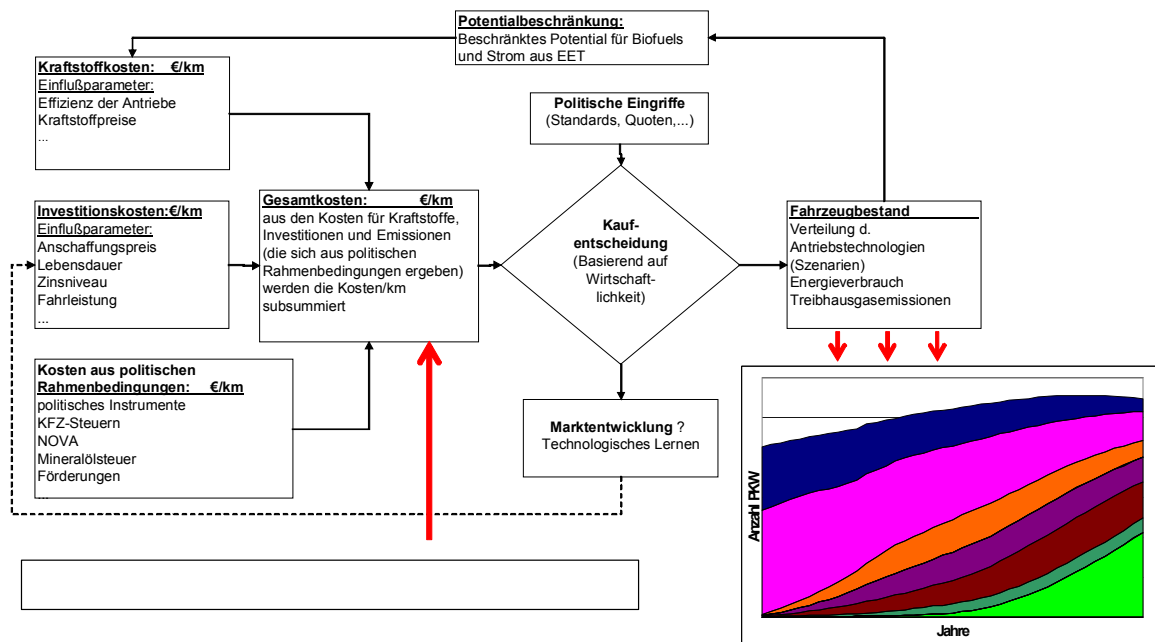 Potentialbeschränkung:
Beschränktes Potential für Biofuels
und Strom aus EET
Kraftstoffkosten: €/km
Einflußparameter:
Effizienz der Antriebe
Kraftstoffpreise
...
Politische Eingriffe
(Standards, Quoten,...)
Investitionskosten:€/km
Einflußparameter:
Anschaffungspreis
Lebensdauer
Zinsniveau
Fahrleistung
...
Gesamtkosten: €/km
aus den Kosten für Kraftstoffe,
Investitionen und Emissionen
(die sich aus politischen
Rahmenbedingungen ergeben)
werden die Kosten/km
subsummiert
Kauf-
entscheidung
(Basierend auf
Wirtschaft-
lichkeit)
Fahrzeugbestand
Verteilung d.
Antriebstechnologien
(Szenarien)
Energieverbrauch
Treibhausgasemissionen
Kosten aus politischen
Rahmenbedingungen: €/km
politisches Instrumente
KFZ-Steuern
NOVA
Mineralölsteuer
Förderungen
...
Marktentwicklung ?
Technologisches Lernen
Anzahl PKW
Jahre